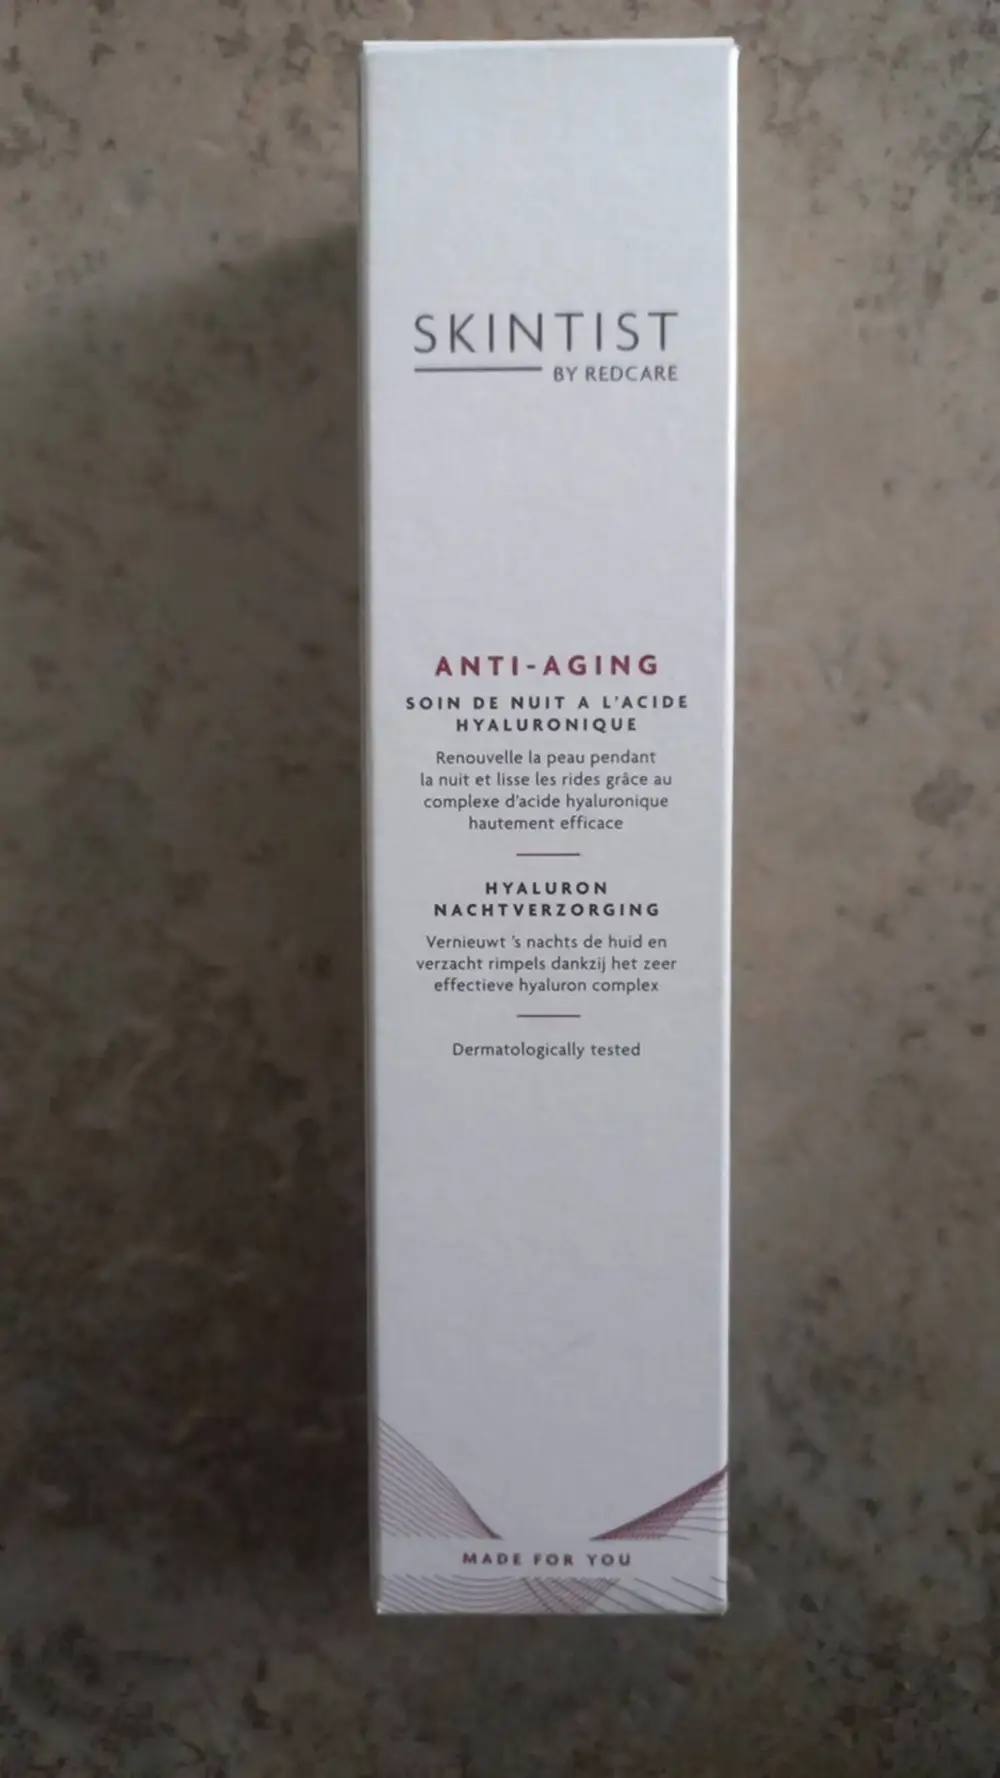 SKINTIST
BY REDCARE
ANTI-AGING
SOIN DE NUIT A L'ACIDE
HYALURONIQUE
Renouvelle la peau pendant
la nuit et lisse les rides grâce au
complexe d'acide hyaluronique
hautement efficace
HYALURON
NACHTVERZORGING
Vernieuwt 's nachts de huid en
verzacht rimpels dankzij het zeer
effectieve hyaluron complex
Dermatologically tested
MADE FOR YOU